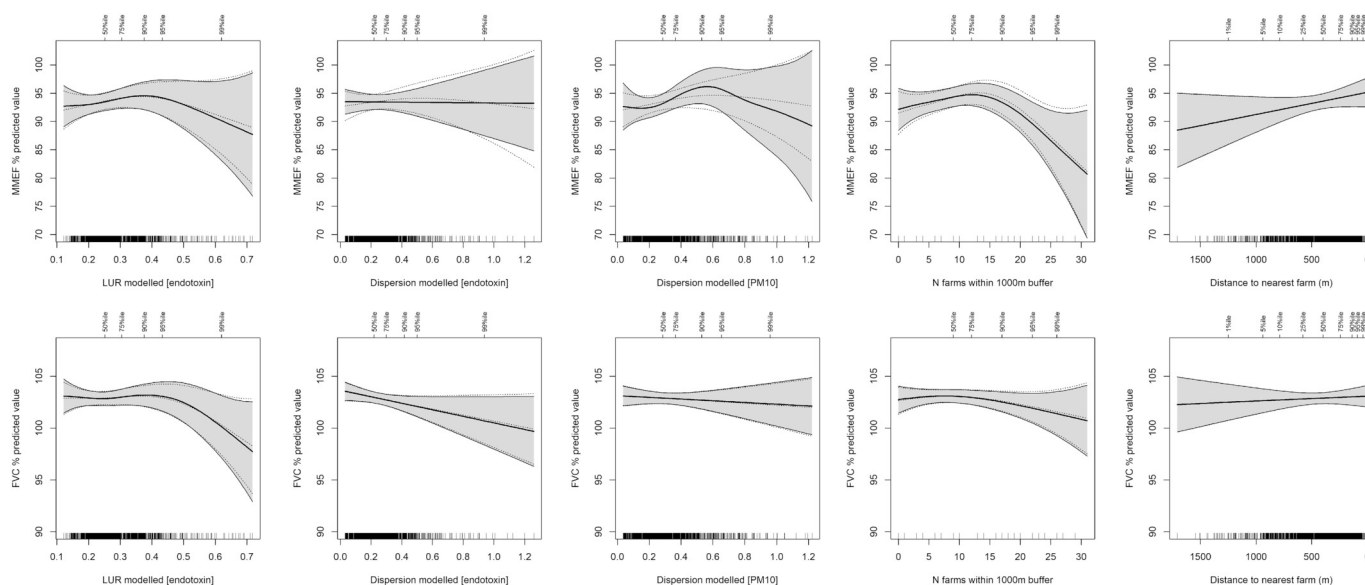 50%ile 75%ile 90%ile 95%ile 99%ile
MMEF % predicted value
100
95
90
85
80
75
70
0.1 0.2 0.3 0.4 0.5 0.6 0.7
LUR modelled [endotoxin]
50%ile 75%ile 90%ile 95%ile 99%ile
MMEF % predicted value
100
95
90
85
80
75
70
0.0 0.2 0.4 0.6 0.8 1.0 1.2
Dispersion modelled [endotoxin]
50%ile 75%ile 90%ile 95%ile 99%ile
MMEF % predicted value
100
95
90
85
80
75
70
0.0 0.2 0.4 0.6 0.8 1.0 1.2
Dispersion modelled [PM10]
50%ile 75%ile 90%ile 95%ile 99%ile
MMEF % predicted value
100
95
90
85
80
75
70
0 5 10 15 20 25 30
N farms within 1000m buffer
1%ile 5%ile 10%ile 25%ile 50%ile 75%ile 90%ile 95%ile 99%ile
MMEF % predicted value
100
95
90
85
80
75
70
1500 1000 500
Distance to nearest farm (m)
50%ile 75%ile 90%ile 95%ile 99%ile
FVC % predicted value
105
100
95
90
0.1 0.2 0.3 0.4 0.5 0.6 0.7
LUR modelled [endotoxin]
50%ile 75%ile 90%ile 95%ile 99%ile
FVC % predicted value
105
100
95
90
0.0 0.2 0.4 0.6 0.8 1.0 1.2
Dispersion modelled [endotoxin]
50%ile 75%ile 90%ile 95%ile 99%ile
FVC % predicted value
105
100
95
90
0.0 0.2 0.4 0.6 0.8 1.0 1.2
Dispersion modelled [PM10]
50%ile 75%ile 90%ile 95%ile 99%ile
FVC % predicted value
105
100
95
90
0 5 10 15 20 25 30
N farms within 1000m buffer
1%ile 5%ile 10%ile 25%ile 50%ile 75%ile 90%ile 95%ile 99%ile
FVC % predicted value
105
100
95
90
1500 1000 500
Distance to nearest farm (m)